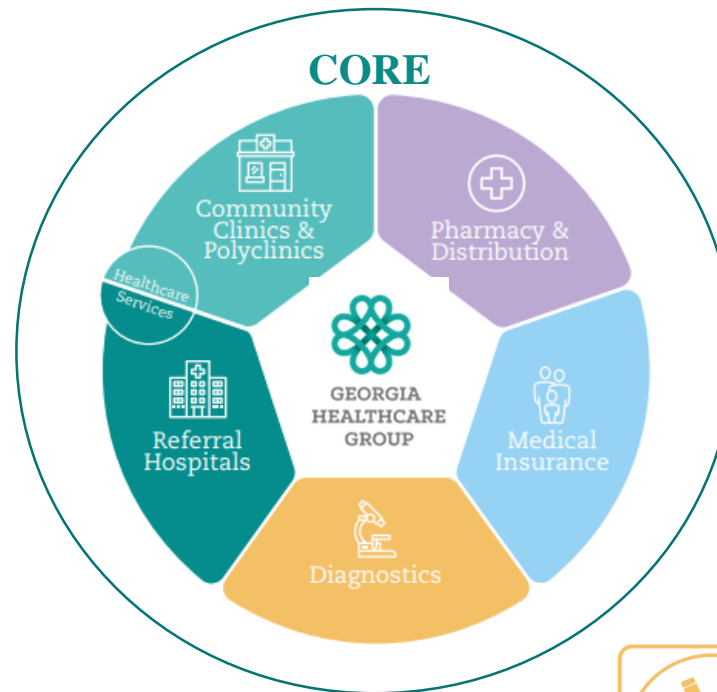 CORE
Community
Clinics &
Polyclinics
Pharmacy &
Distribution
Healthcare
Services
GEORGIA
HEALTHCARE
GROUP
Referral
Hospitals
Medical
Insurance
Diagnostics